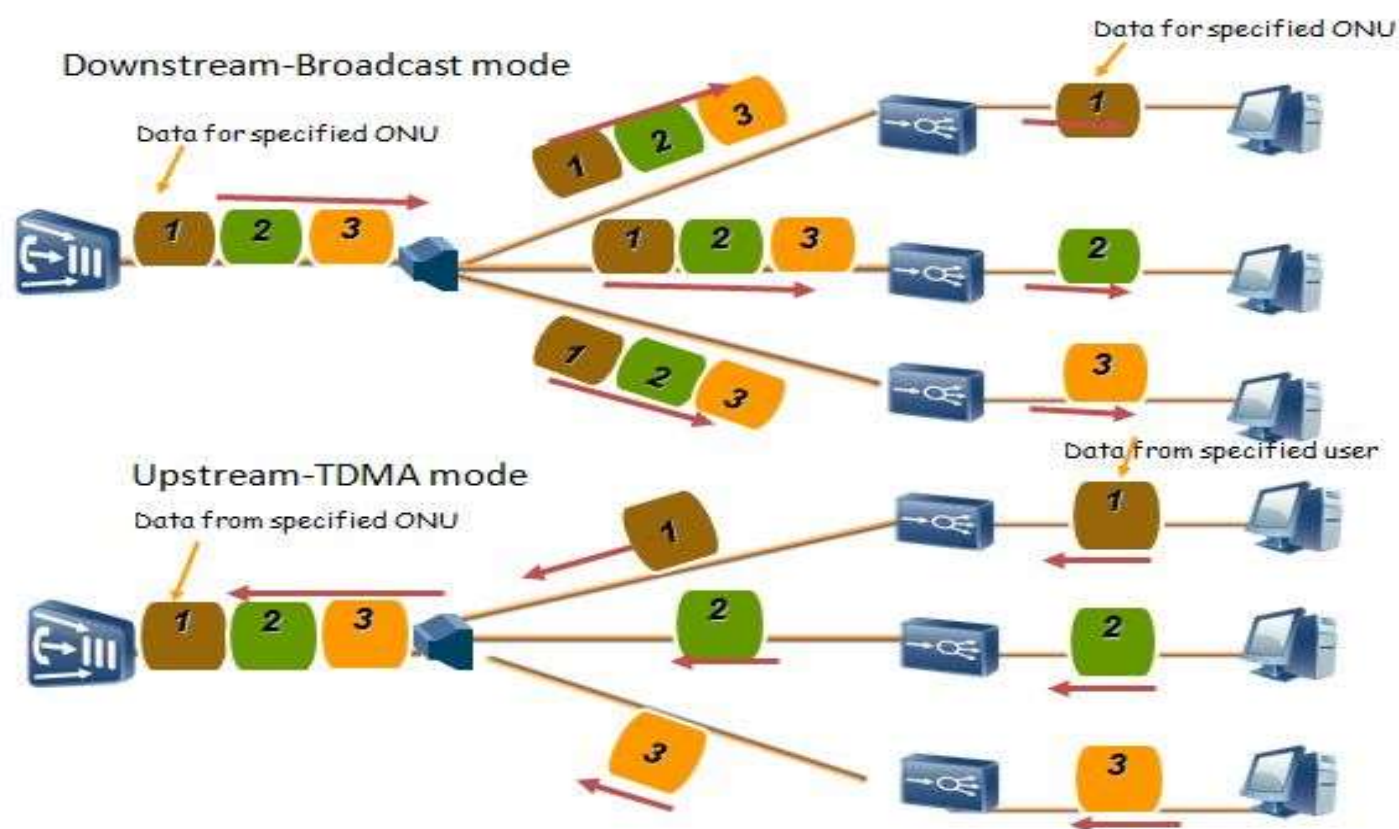 Data for specified ONU
Downstream-Broadcast mode
Data for specified ONU
1 2 3
1
1 2 3
1 2 3
2
1 2 3
3
Data from specified user
Upstream-TDMA mode
Data from specified ONU
1
1
1 2 3
2
2
3
3